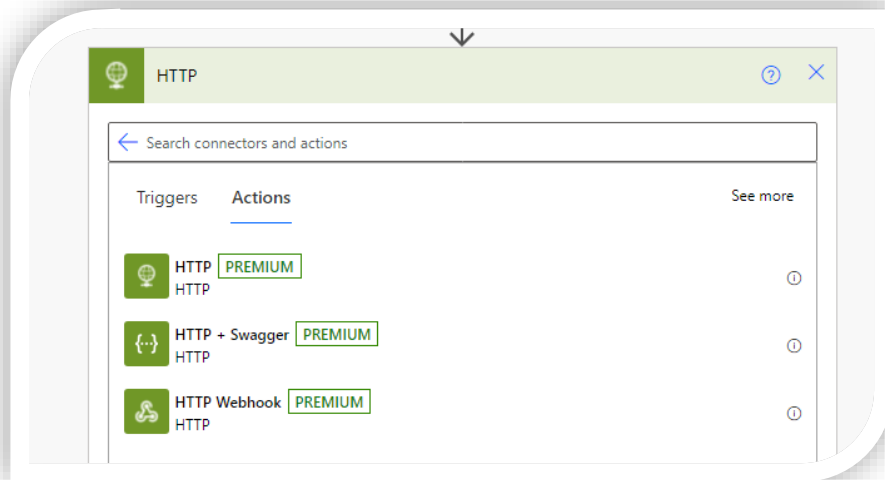 HTTP
Search connectors and actions
Triggers Actions See more
HTTP PREMIUM
HTTP
HTTP + Swagger PREMIUM
HTTP
HTTP Webhook PREMIUM
HTTP